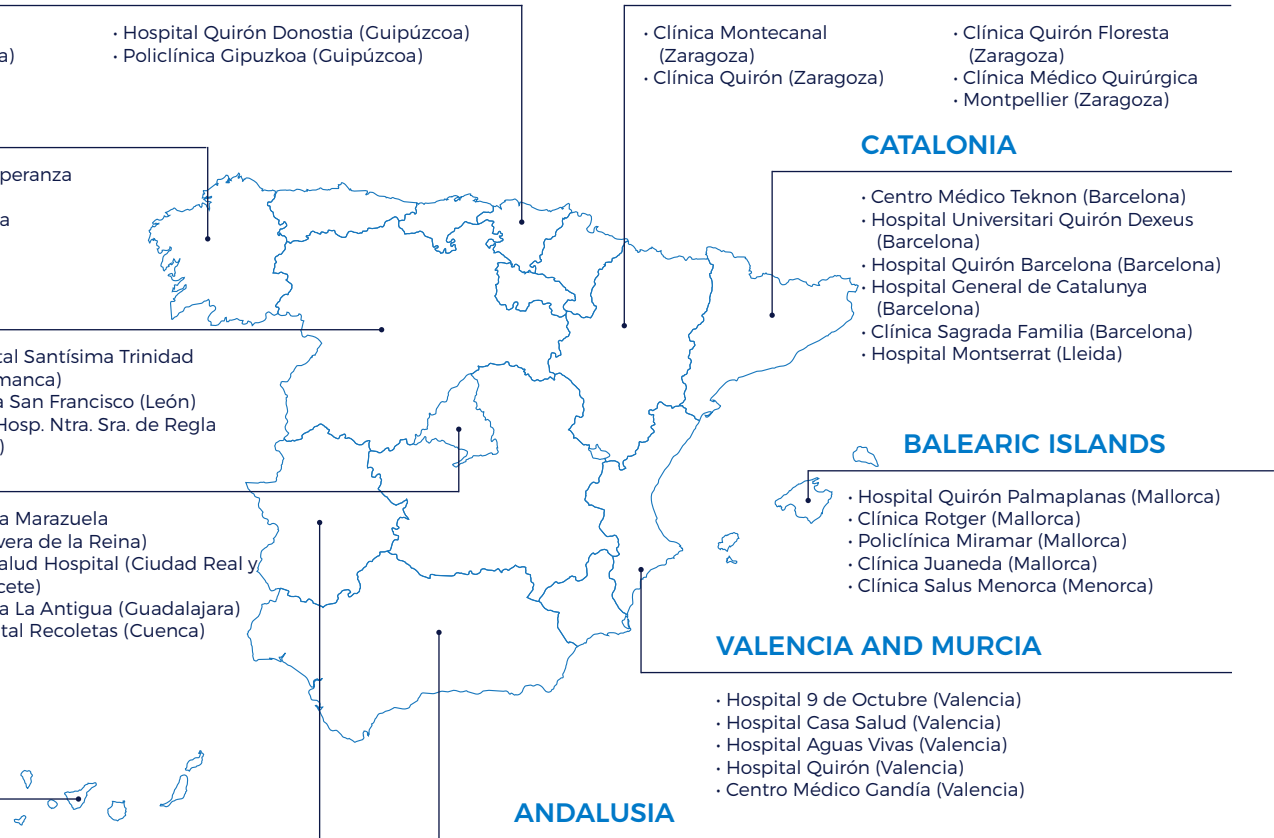 · Hospital Quirón Donostia (Guipúzcoa)
· Policlínica Gipuzkoa (Guipúzcoa)
· Clínica Montecanal
(Zaragoza)
· Clínica Quirón (Zaragoza)
· Clínica Quirón Floresta
(Zaragoza)
· Clínica Médico Quirúrgica
· Montpellier (Zaragoza)
CATALONIA
· Centro Médico Teknon (Barcelona)
· Hospital Universitari Quirón Dexeus
(Barcelona)
· Hospital Quirón Barcelona (Barcelona)
· Hospital General de Catalunya
(Barcelona)
· Clínica Sagrada Familia (Barcelona)
· Hospital Montserrat (Lleida)
a)
peranza
a
tal Santísima Trinidad
manca)
a San Francisco (León)
Hosp. Ntra. Sra. de Regla
)
a Marazuela
vera de la Reina)
alud Hospital (Ciudad Real y
cete)
a La Antigua (Guadalajara)
tal Recoletas (Cuenca)
BALEARIC ISLANDS
· Hospital Quirón Palmaplanas (Mallorca)
· Clínica Rotger (Mallorca)
· Policlínica Miramar (Mallorca)
· Clínica Juaneda (Mallorca)
· Clínica Salus Menorca (Menorca)
VALENCIA AND MURCIA
· Hospital 9 de Octubre (Valencia)
· Hospital Casa Salud (Valencia)
· Hospital Aguas Vivas (Valencia)
· Hospital Quirón (Valencia)
· Centro Médico Gandía (Valencia)
ANDALUSIA